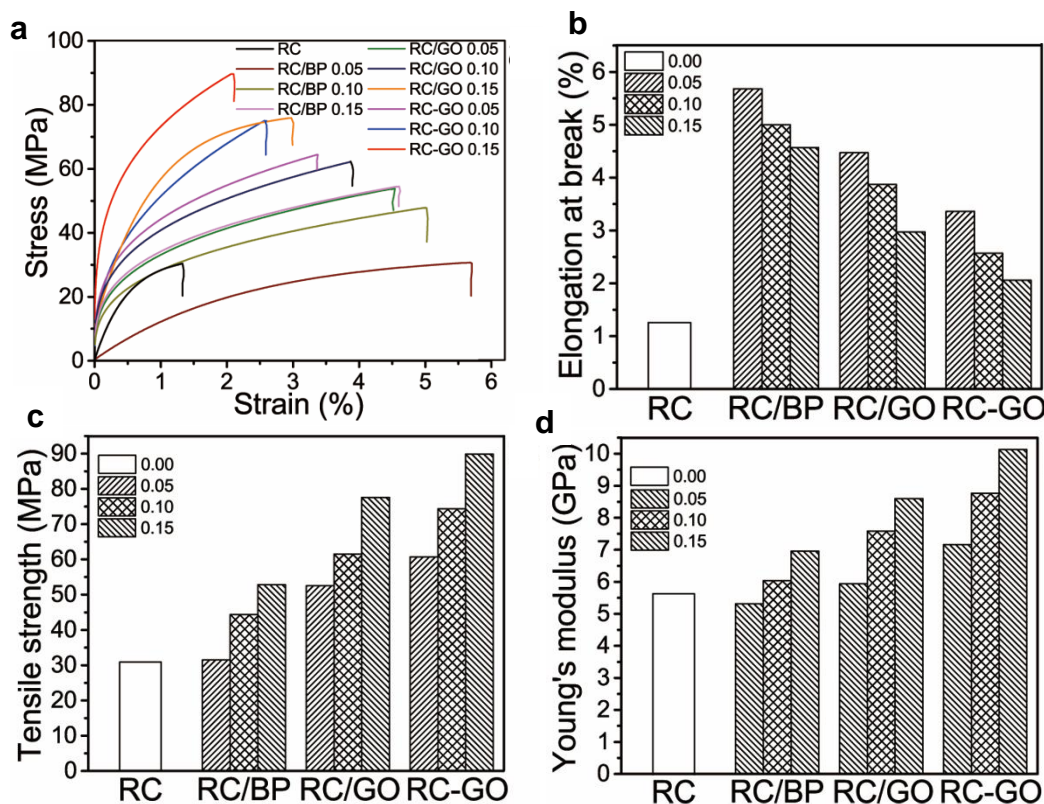 a
100
80
60
40
20
0
Stress (MPa)
RC
RC/BP 0.05
RC/BP 0.10
RC/BP 0.15
RC/GO 0.05
RC/GO 0.10
RC/GO 0.15
RC-GO 0.05
RC-GO 0.10
RC-GO 0.15
0 1 2 3 4 5 6
Strain (%)
b
6
5
4
3
2
1
0
Elongation at break (%)
0.00
0.05
0.10
0.15
RC RC/BP RC/GO RC-GO
c
90
80
70
60
50
40
30
20
10
0
Tensile strength (MPa)
0.00
0.05
0.10
0.15
RC RC/BP RC/GO RC-GO
d
10
9
8
7
6
5
4
3
2
1
0
Young's modulus (GPa)
0.00
0.05
0.10
0.15
RC RC/BP RC/GO RC-GO